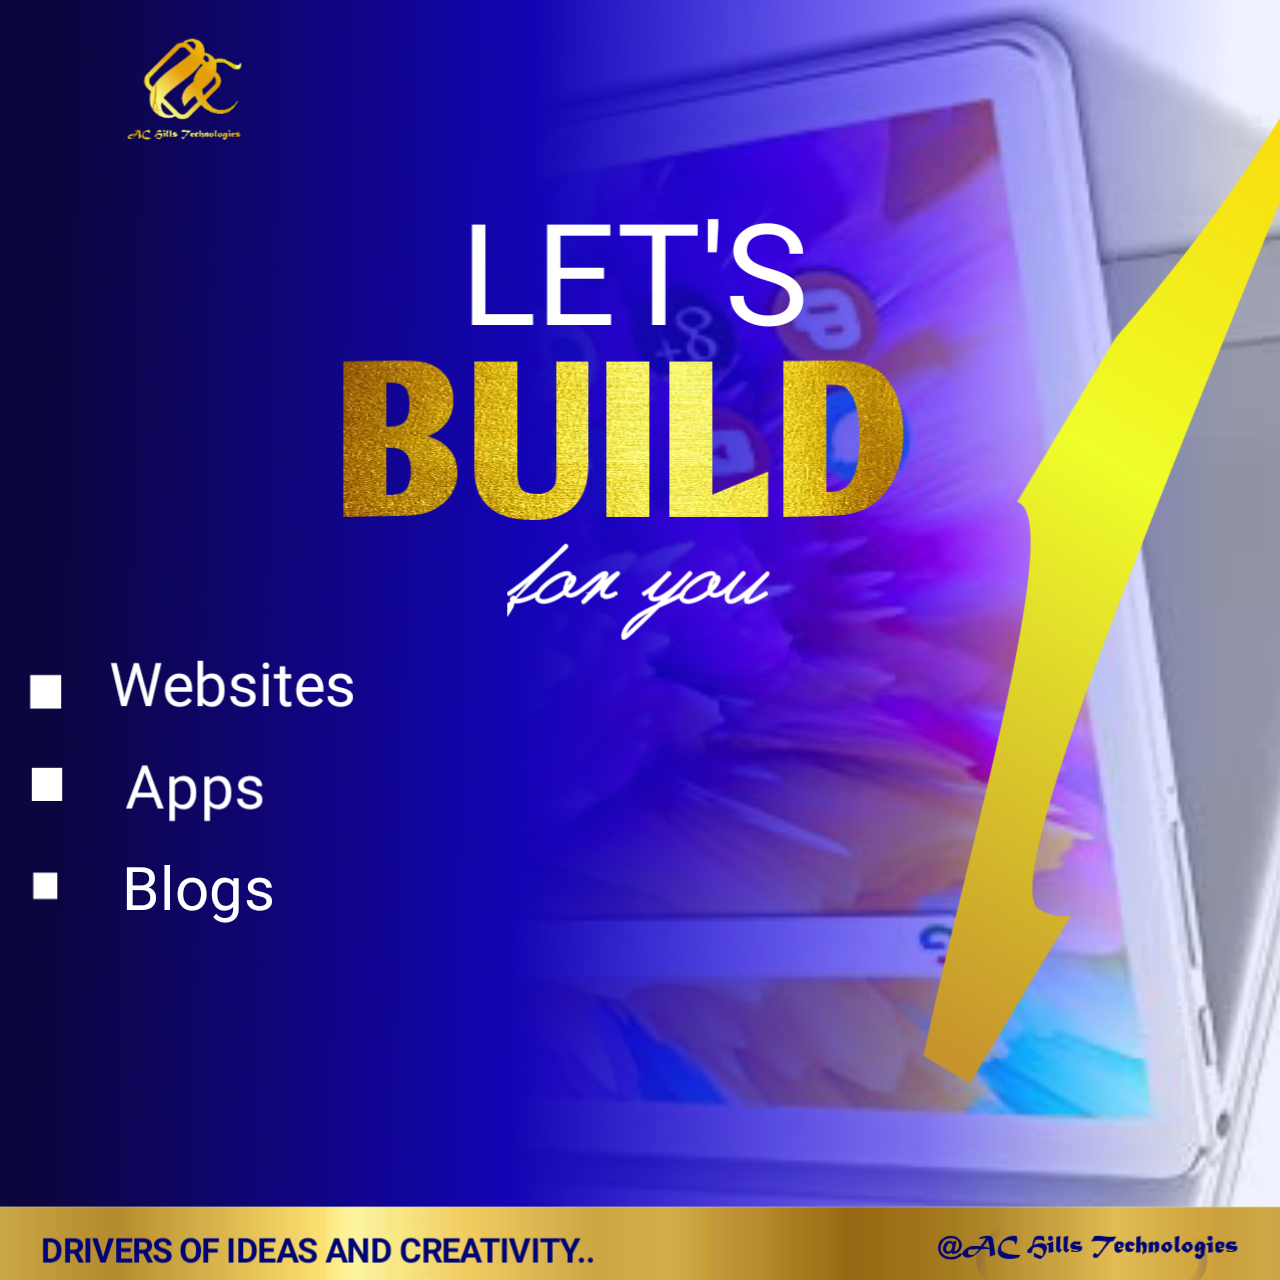 AC Hills Technologies
LET'S
BUILD
for you
Websites
Apps
Blogs
DRIVERS OF IDEAS AND CREATIVITY..
@AC Hills Technologies